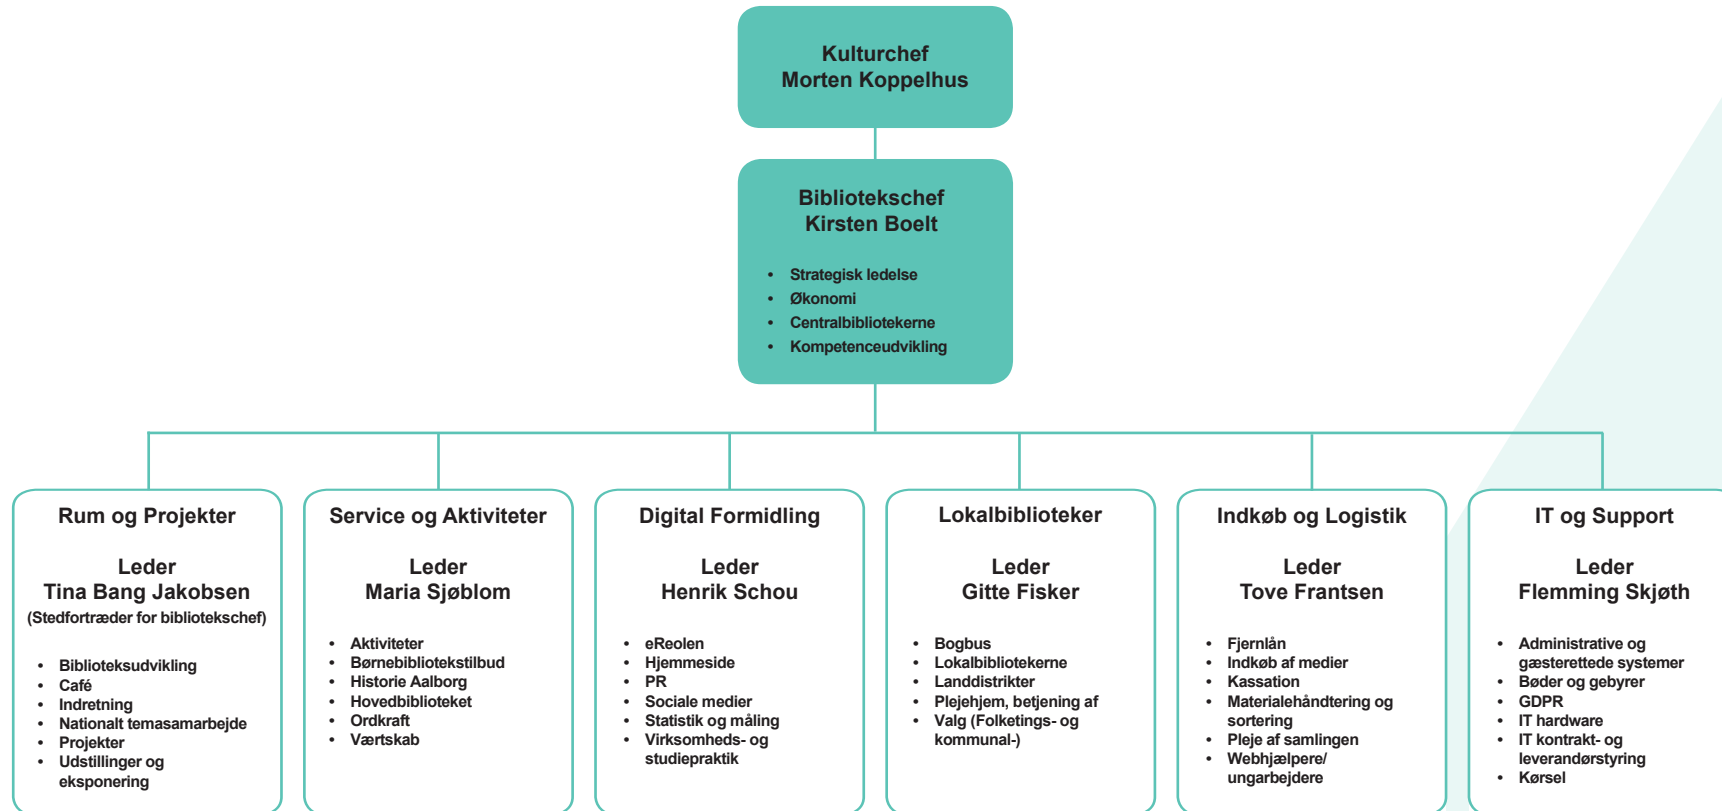 Kulturchef
Morten Koppelhus
Bibliotekschef
Kirsten Boelt
• Strategisk ledelse
• Økonomi
• Centralbibliotekerne
• Kompetenceudvikling
Rum og Projekter
Leder
Tina Bang Jakobsen
(Stedfortræder for bibliotekschef)
• Biblioteksudvikling
• Café
• Indretning
• Nationalt temasamarbejde
• Projekter
• Udstillinger og
eksponering
Service og Aktiviteter
Leder
Maria Sjøblom
• Aktiviteter
• Børnebibliotekstilbud
• Historie Aalborg
• Hovedbiblioteket
• Ordkraft
• Værtskab
Digital Formidling
Leder
Henrik Schou
• eReolen
• Hjemmeside
• PR
• Sociale medier
• Statistik og måling
• Virksomheds- og
studiepraktik
Lokalbiblioteker
Leder
Gitte Fisker
• Bogbus
• Lokalbibliotekerne
• Landdistrikter
• Plejehjem, betjening af
• Valg (Folketings- og
kommunal-)
Indkøb og Logistik
Leder
Tove Frantsen
• Fjernlån
• Indkøb af medier
• Kassation
• Materialehåndtering og
sortering
• Pleje af samlingen
• Webhjælpere/
ungarbejdere
IT og Support
Leder
Flemming Skjøth
• Administrative og
gæsterettede systemer
• Bøder og gebyrer
• GDPR
• IT hardware
• IT kontrakt- og
leverandørstyring
• Kørsel